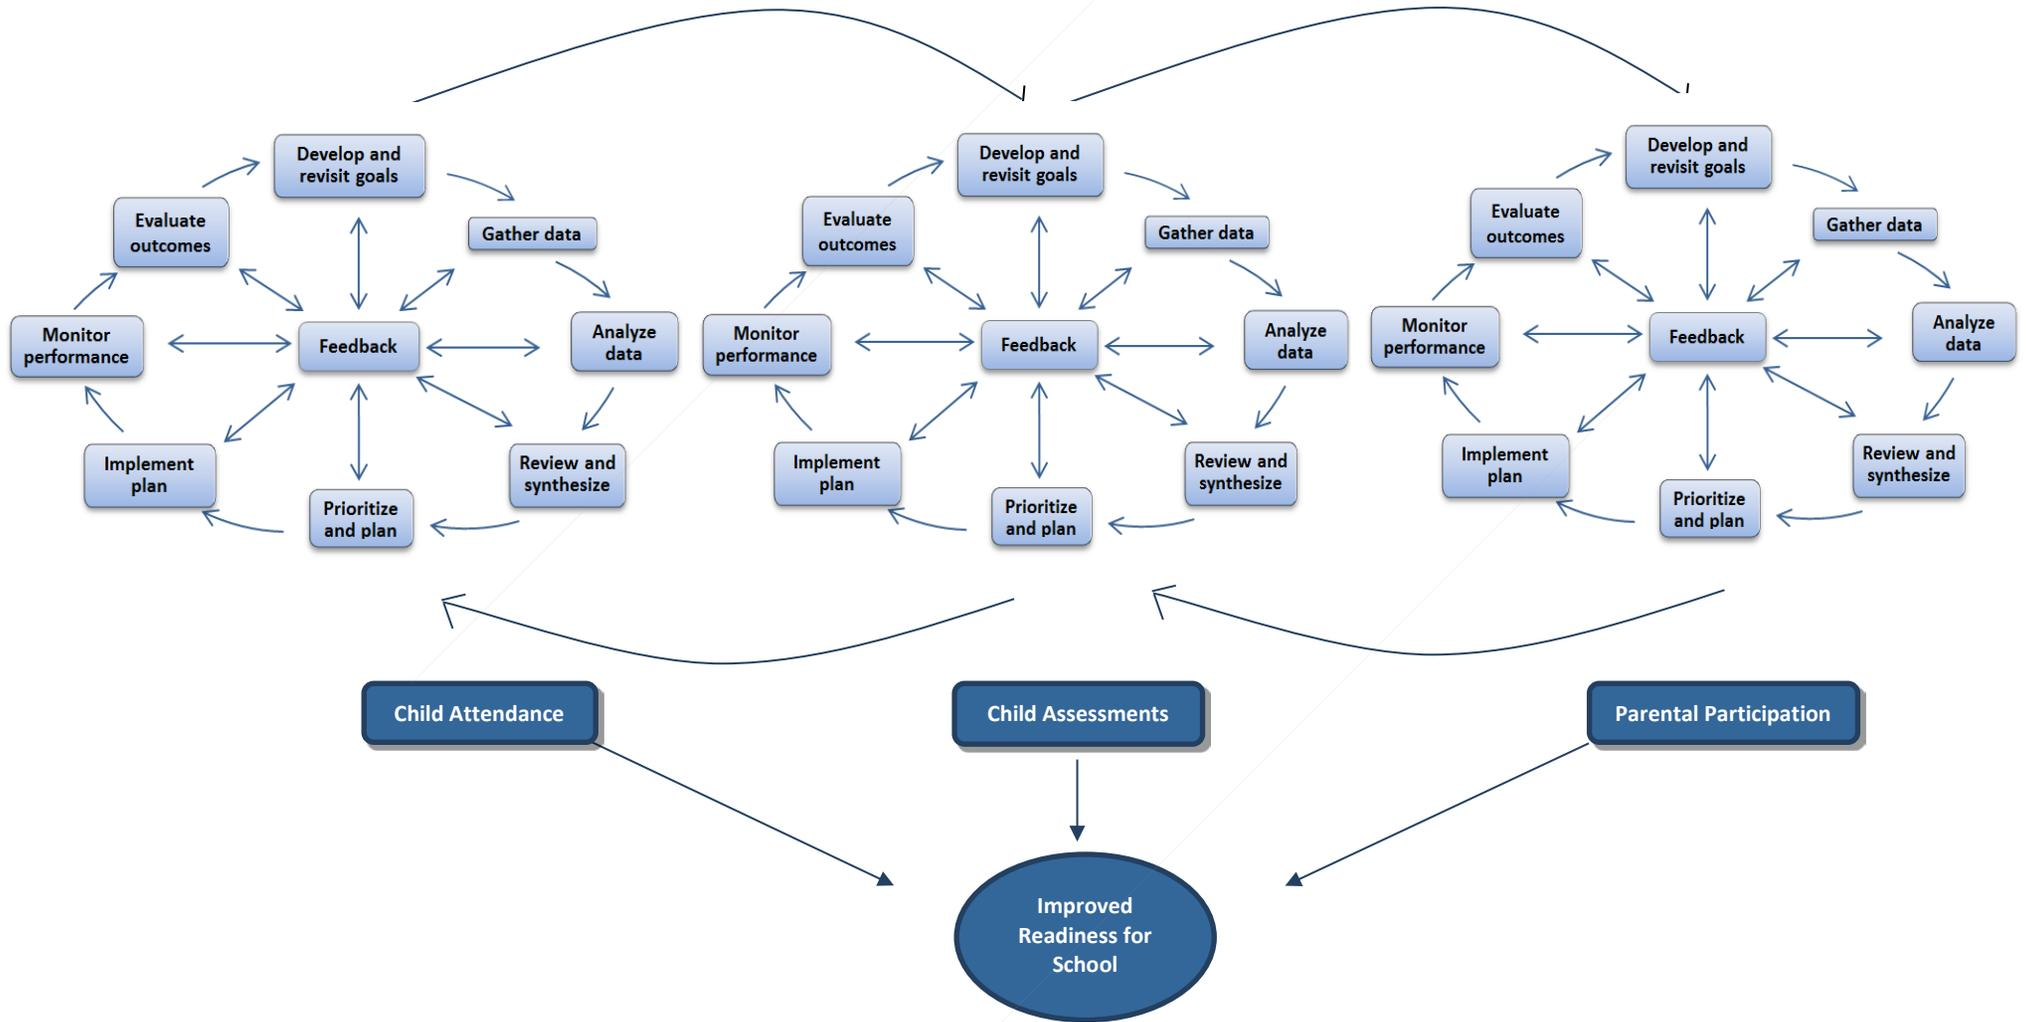 Develop and
revisit goals
Gather data
Analyze
data
Review and
synthesize
Prioritize
and plan
Implement
plan
Monitor
performance
Evaluate
outcomes
Feedback
Develop and
revisit goals
Gather data
Analyze
data
Review and
synthesize
Prioritize
and plan
Implement
plan
Monitor
performance
Evaluate
outcomes
Feedback
Develop and
revisit goals
Gather data
Analyze
data
Review and
synthesize
Prioritize
and plan
Implement
plan
Monitor
performance
Evaluate
outcomes
Feedback
Child Attendance
Child Assessments
Parental Participation
Improved
Readiness for
School